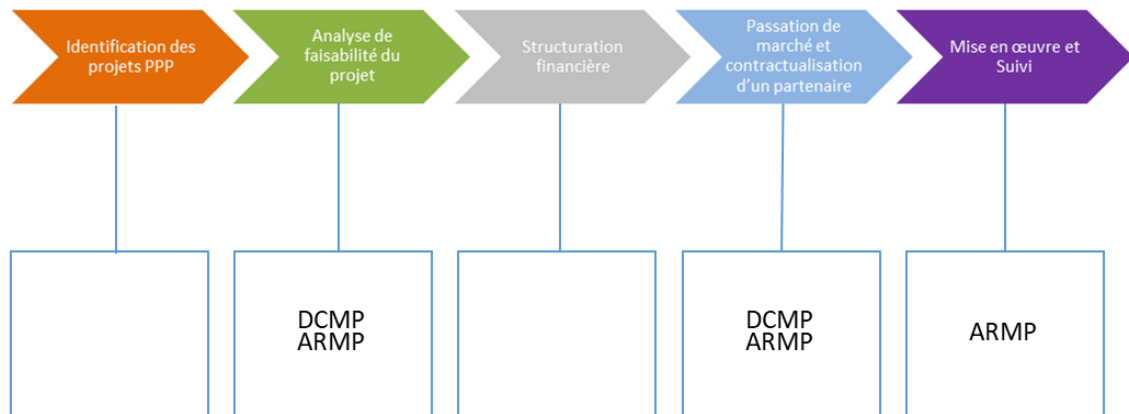 Identification des
projets PPP
Analyse de
faisabilité du
projet
Structuration
financière
Passation de
marché et
contractualisation
d'un partenaire
Mise en œuvre et
Suivi
DCMP
ARMP
DCMP
ARMP
ARMP